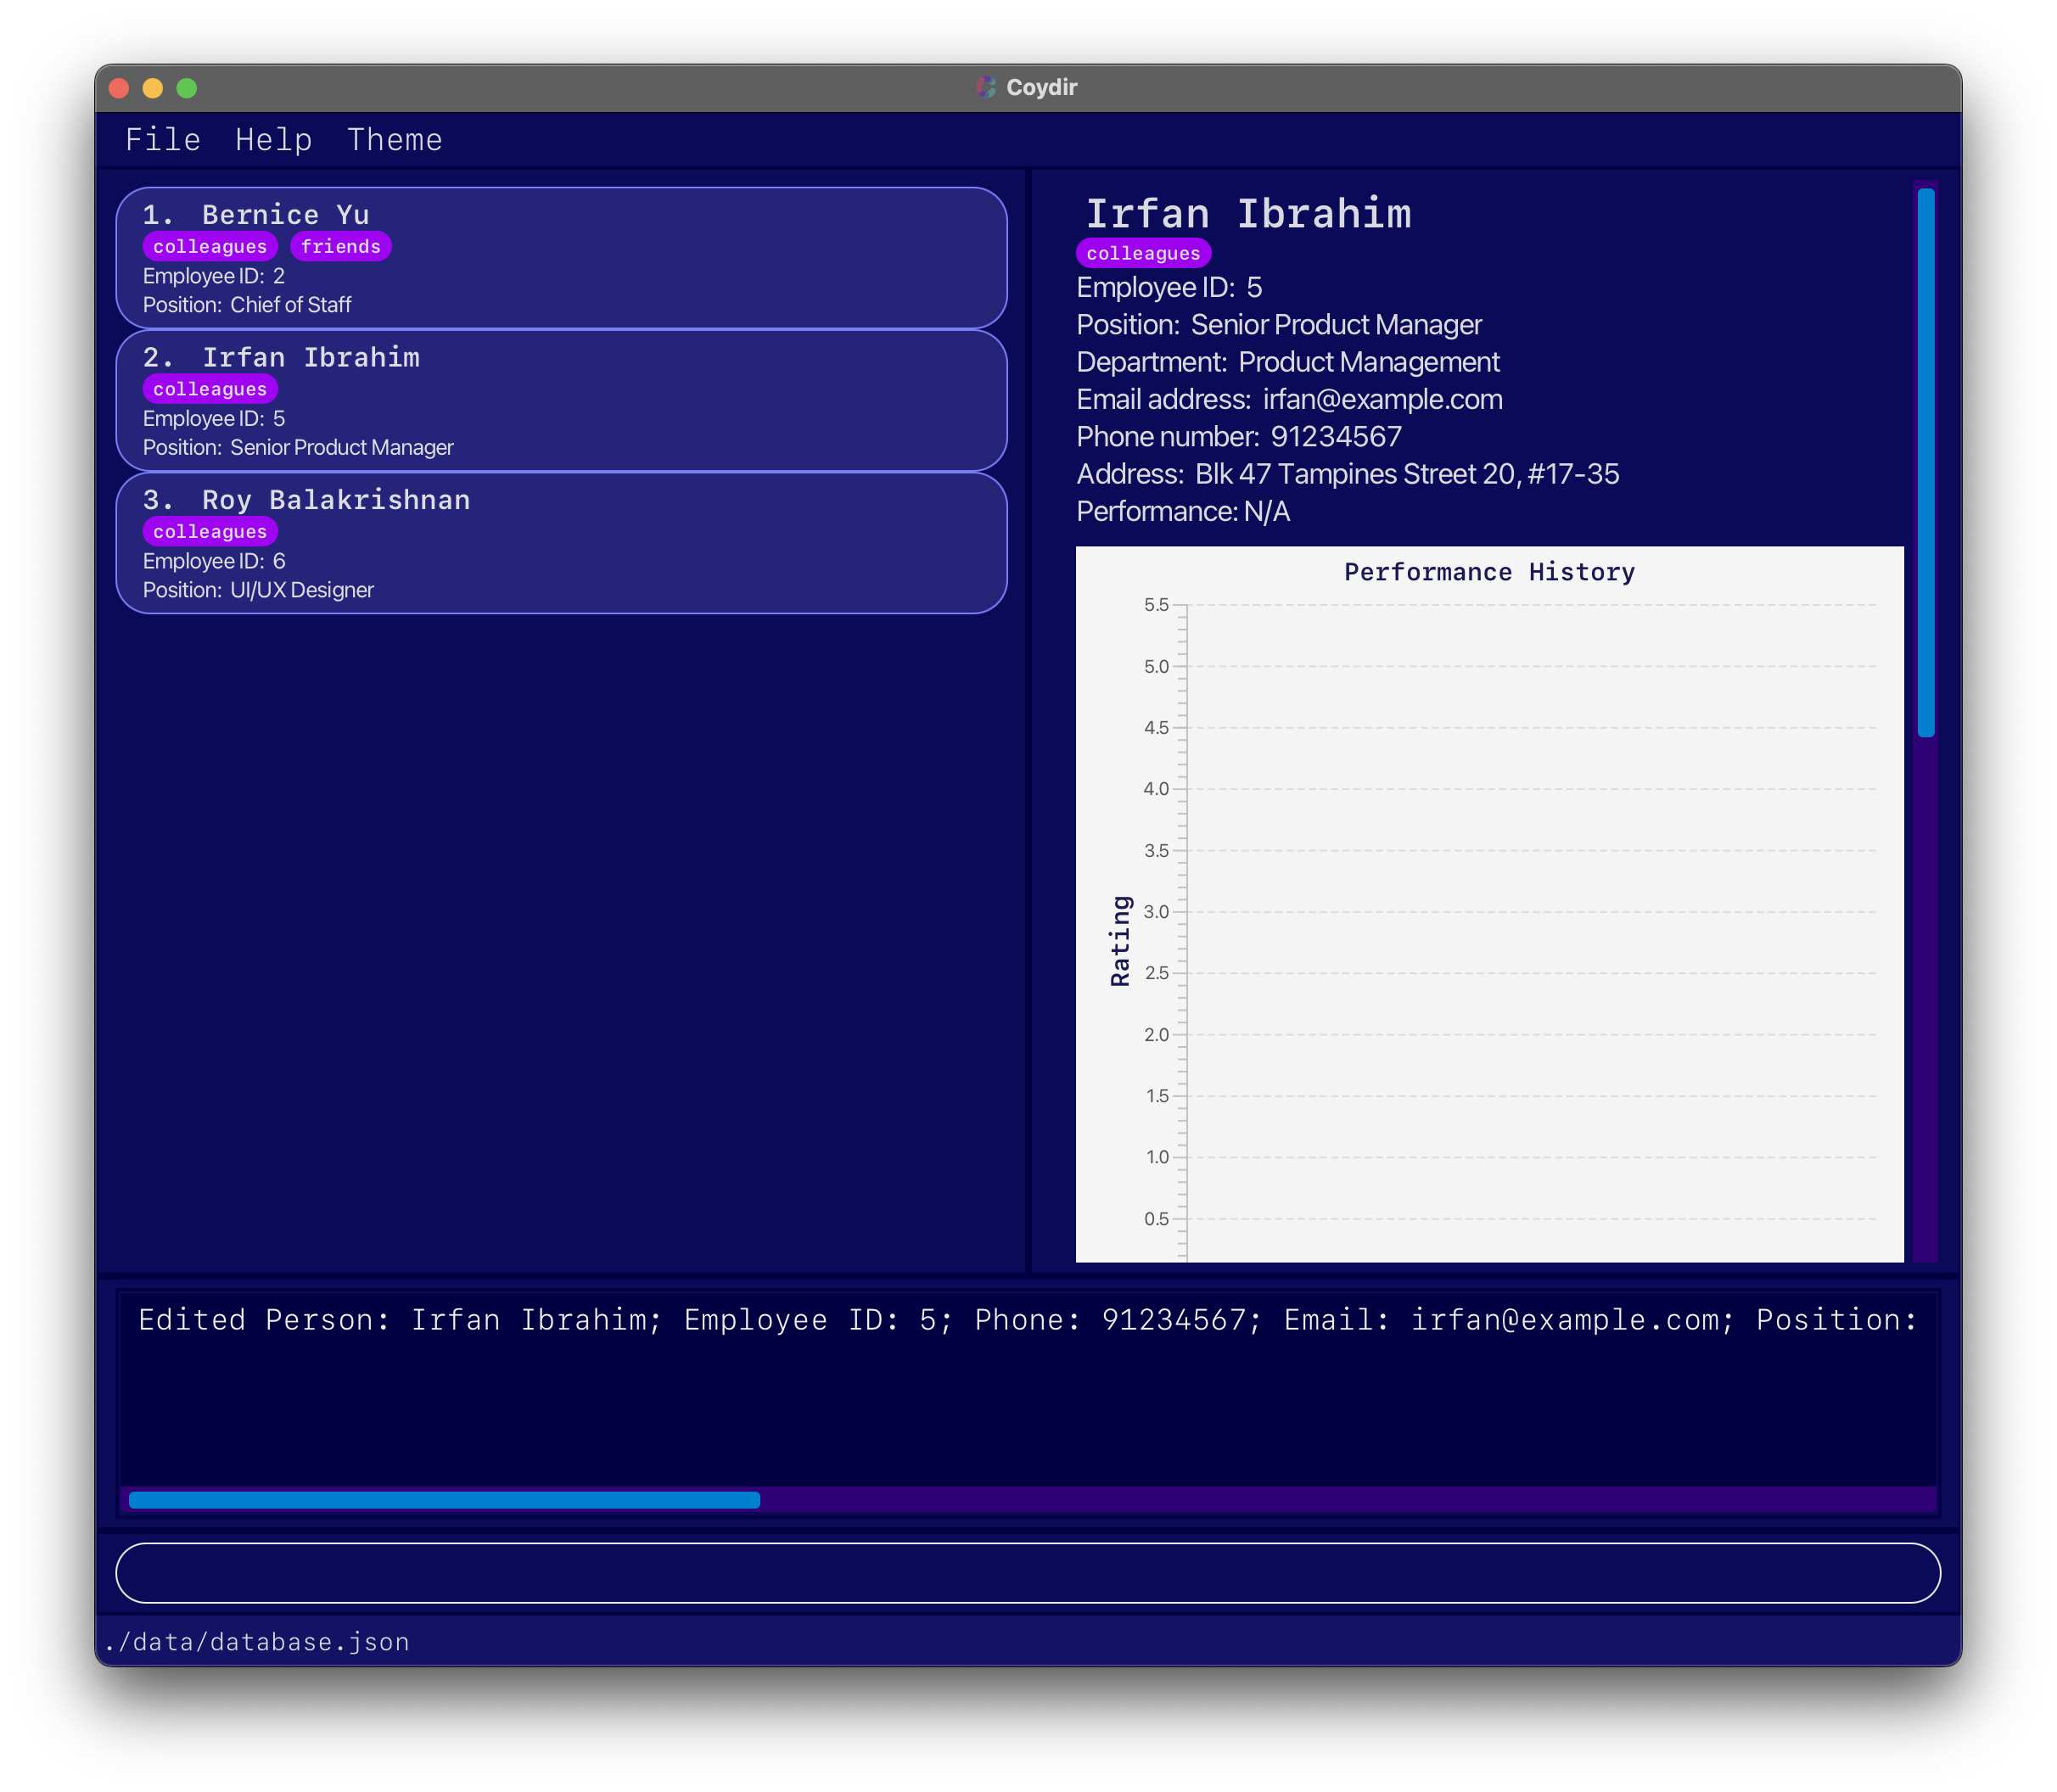 Coydir
File Help Theme
1. Bernice Yu
colleagues friends
Employee ID: 2
Position: Chief of Staff
2. Irfan Ibrahim
colleagues
Employee ID: 5
Position: Senior Product Manager
3. Roy Balakrishnan
colleagues
Employee ID: 6
Position: UI/UX Designer
Irfan Ibrahim
colleagues
Employee ID: 5
Position: Senior Product Manager
Department: Product Management
Email address: irfan@example.com
Phone number: 91234567
Address: Blk 47 Tampines Street 20, #17-35
Performance: N/A
Performance History
5.5
5.0
4.5
4.0
3.5
3.0
2.5
2.0
1.5
1.0
0.5
Rating
Edited Person: Irfan Ibrahim; Employee ID: 5; Phone: 91234567; Email: irfan@example.com; Position:
./data/database.json